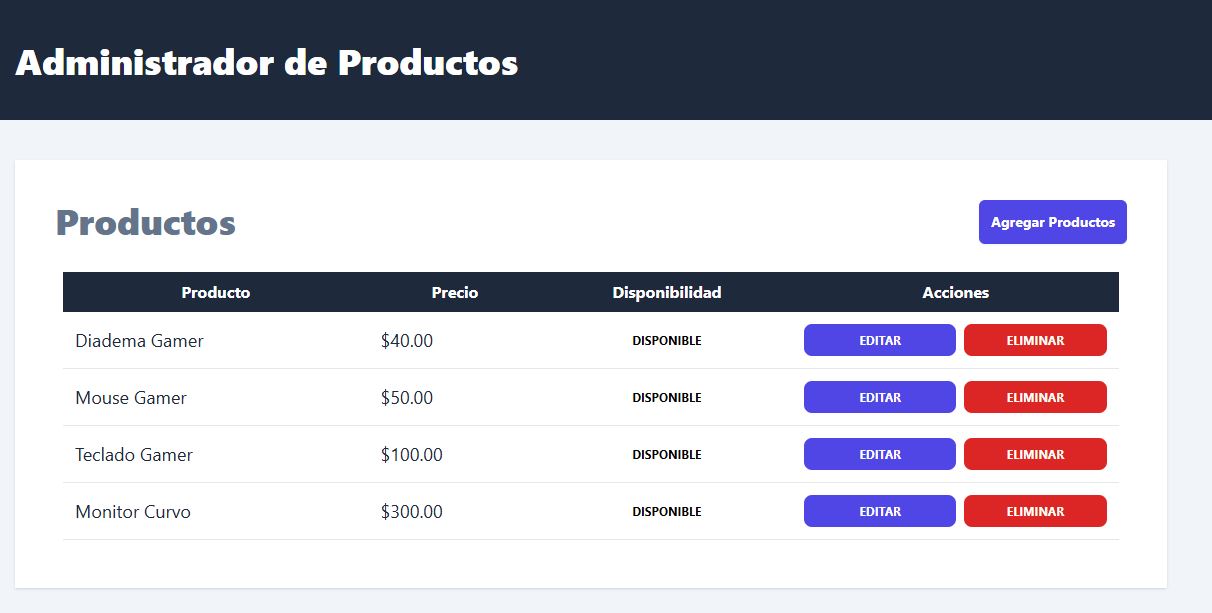 Administrador de Productos
Productos
Agregar Productos
Producto Precio Disponibilidad Acciones
Diadema Gamer $40.00 DISPONIBLE EDITAR ELIMINAR
Mouse Gamer $50.00 DISPONIBLE EDITAR ELIMINAR
Teclado Gamer $100.00 DISPONIBLE EDITAR ELIMINAR
Monitor Curvo $300.00 DISPONIBLE EDITAR ELIMINAR